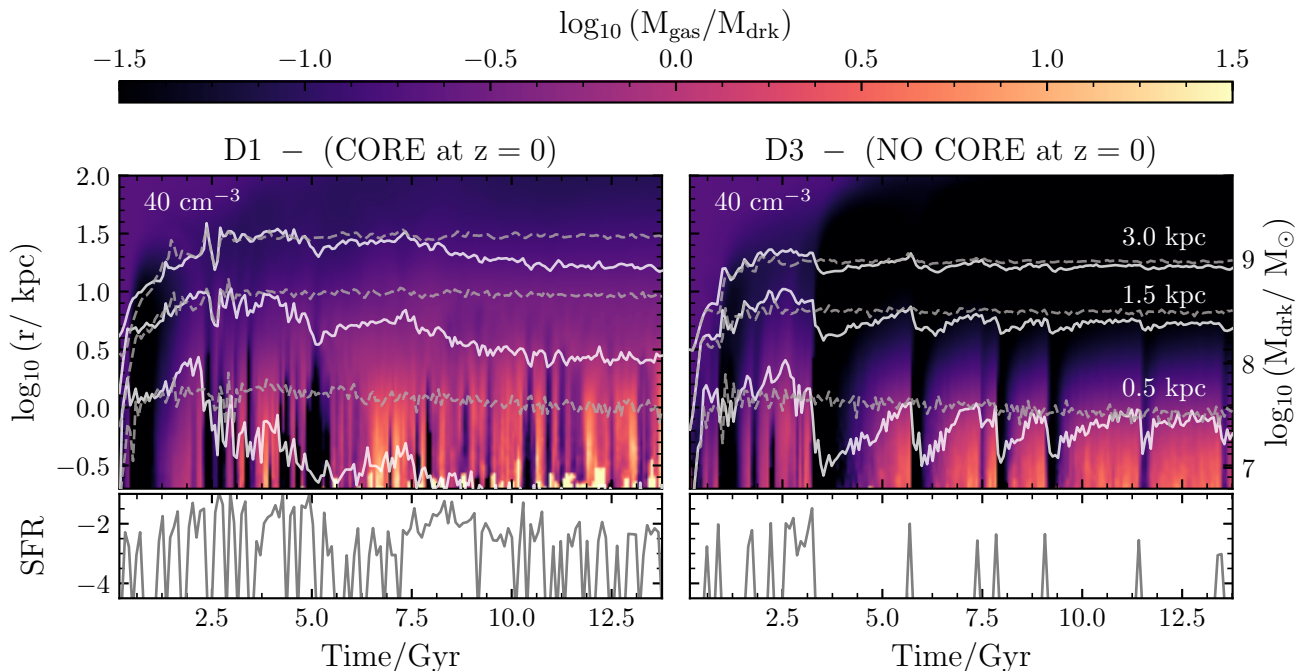 log₁₀ (M_gas/M_drk)
−1.5 −1.0 −0.5 0.0 0.5 1.0 1.5
D1 − (CORE at z = 0)
D3 − (NO CORE at z = 0)
log₁₀ (r/ kpc)
2.0
1.5
1.0
0.5
0.0
−0.5
40 cm⁻³
40 cm⁻³
3.0 kpc
1.5 kpc
0.5 kpc
9
8
7
log₁₀ (M_drk/ M_⊙)
SFR
−2
−4
2.5 5.0 7.5 10.0 12.5
2.5 5.0 7.5 10.0 12.5
Time/Gyr
Time/Gyr